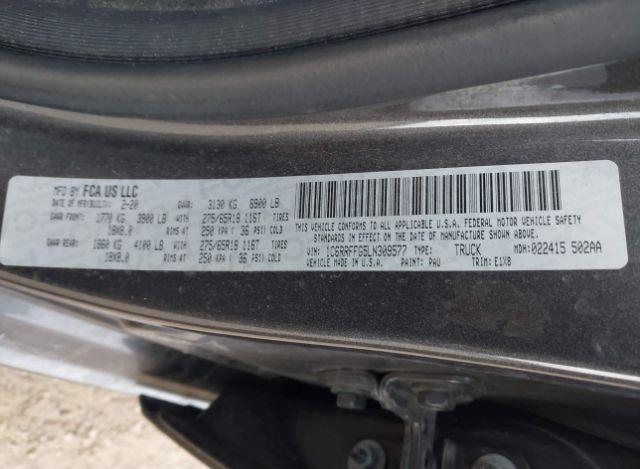 MFD BY FCA US LLC
DATE OF MFR/BUILT: 2-20 GVWR: 3130 KG 6900 LB
GAWR FRONT: 1770 KG 3900 LB WITH 275/65R18 116T TIRES
18X8.0 RIMS AT 250 KPA ( 36 PSI) COLD
GAWR REAR: 1860 KG 4100 LB WITH 275/65R18 116T TIRES
18X8.0 RIMS AT 250 KPA ( 36 PSI) COLD
THIS VEHICLE CONFORMS TO ALL APPLICABLE U.S.A. FEDERAL MOTOR VEHICLE SAFETY
STANDARDS IN EFFECT ON THE DATE OF MANUFACTURE SHOWN ABOVE.
VIN: 1C6RRFFG5LN309577 TYPE: TRUCK MDH: 022415 502AA
VEHICLE MADE IN U.S.A. PAINT: PAU TRIM: E1X8